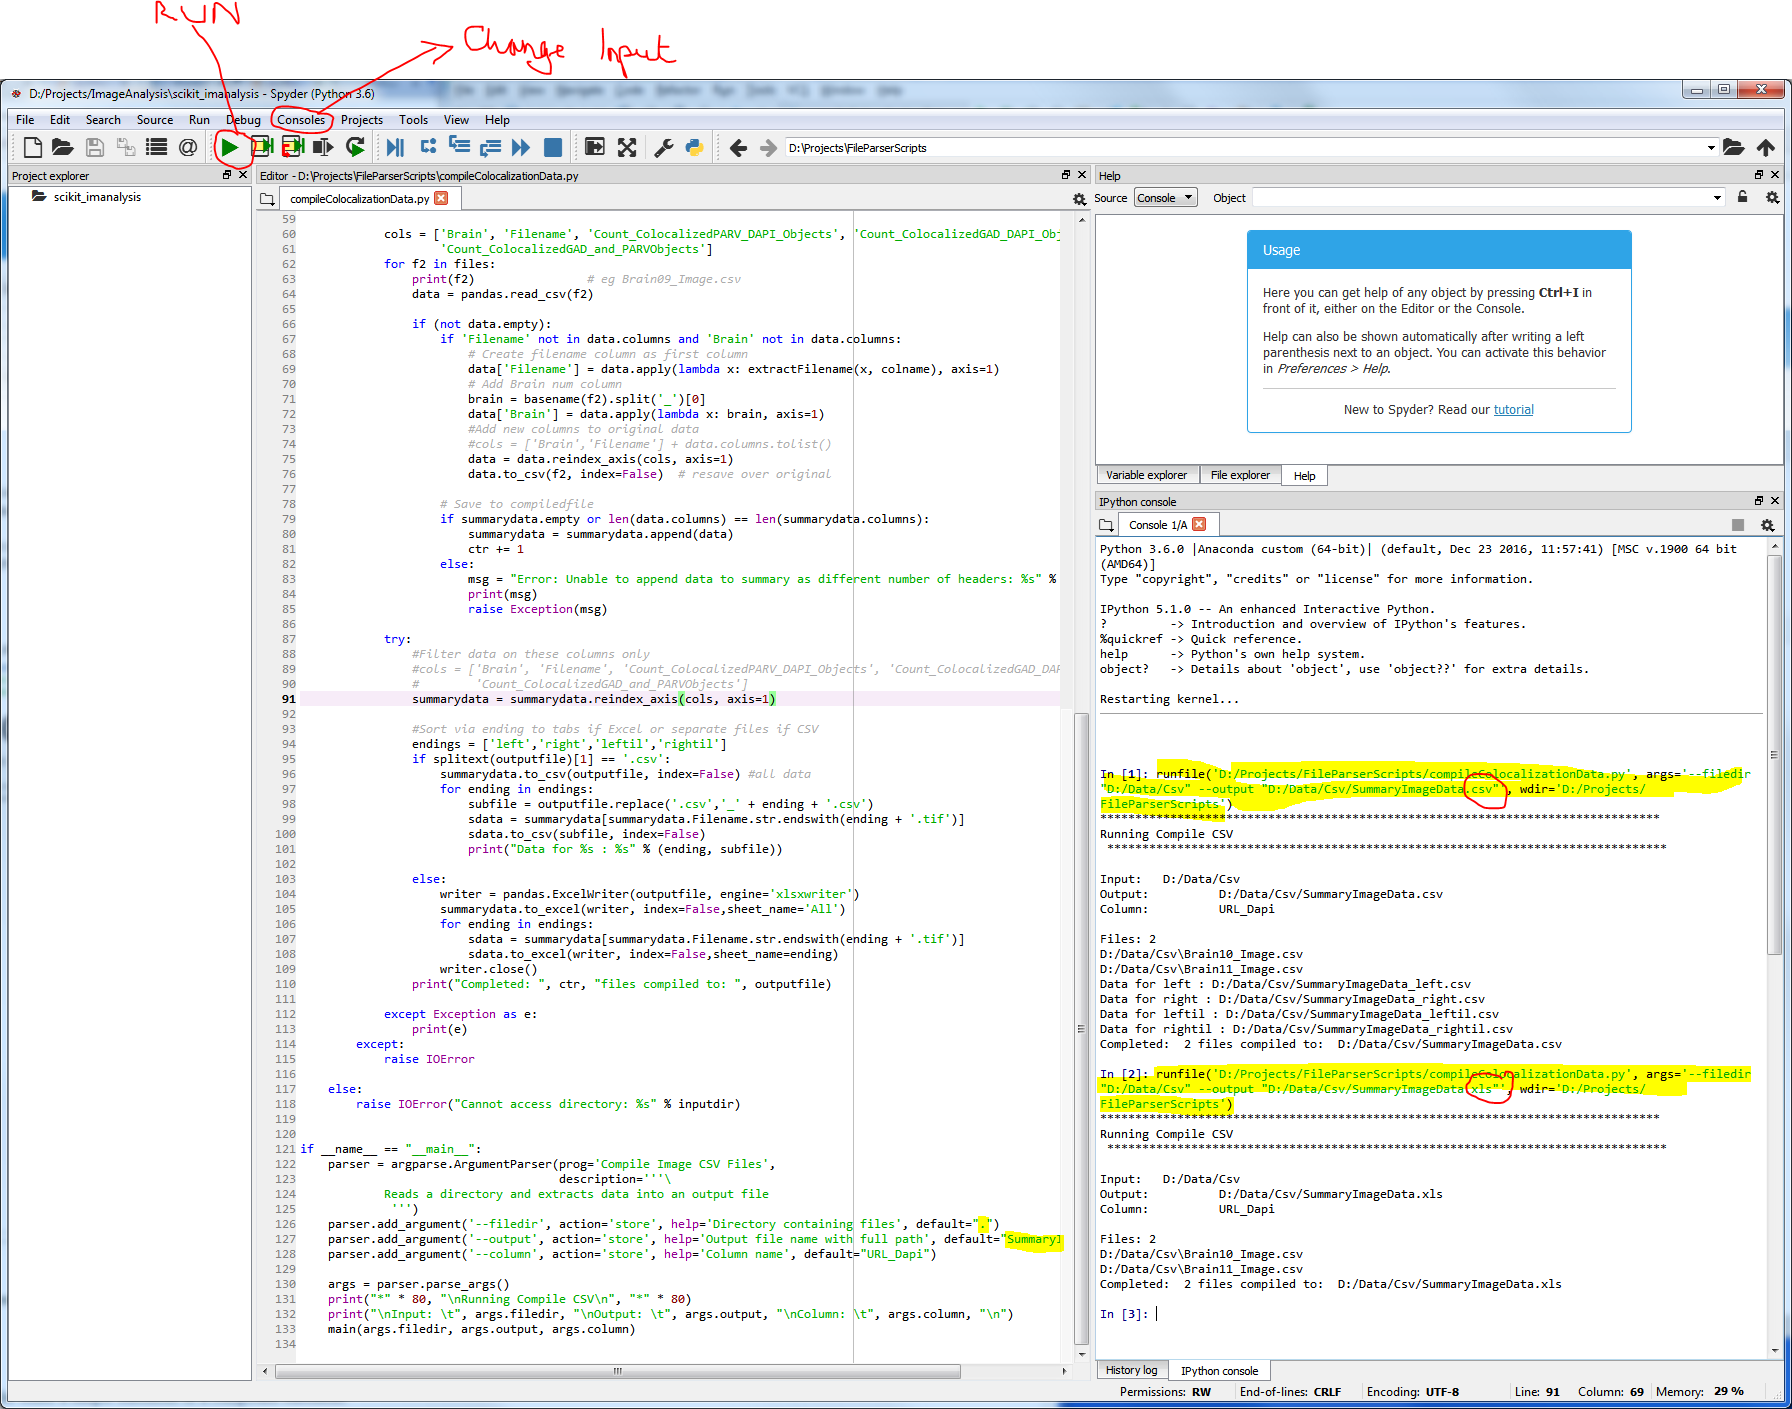 RUN
Change Input
D:/Projects/ImageAnalysis\scikit_imanalysis - Spyder (Python 3.6)
File Edit Search Source Run Debug Consoles Projects Tools View Help
D:\Projects\FileParserScripts
Project explorer
scikit_imanalysis
Editor - D:\Projects\FileParserScripts\compileColocalizationData.py
compileColocalizationData.py
59
60 cols = ['Brain', 'Filename', 'Count_ColocalizedPARV_DAPI_Objects', 'Count_ColocalizedGAD_DAPI_Obj
61 'Count_ColocalizedGAD_and_PARVObjects']
62 for f2 in files:
63 print(f2) # eg Brain09_Image.csv
64 data = pandas.read_csv(f2)
65
66 if (not data.empty):
67 if 'Filename' not in data.columns and 'Brain' not in data.columns:
68 # Create filename column as first column
69 data['Filename'] = data.apply(lambda x: extractFilename(x, colname), axis=1)
70 # Add Brain num column
71 brain = basename(f2).split('_')[0]
72 data['Brain'] = data.apply(lambda x: brain, axis=1)
73 #Add new columns to original data
74 #cols = ['Brain','Filename'] + data.columns.tolist()
75 data = data.reindex_axis(cols, axis=1)
76 data.to_csv(f2, index=False) # resave over original
77
78 # Save to compiledfile
79 if summarydata.empty or len(data.columns) == len(summarydata.columns):
80 summarydata = summarydata.append(data)
81 ctr += 1
82 else:
83 msg = "Error: Unable to append data to summary as different number of headers: %s" %
84 print(msg)
85 raise Exception(msg)
86
87 try:
88 #Filter data on these columns only
89 #cols = ['Brain', 'Filename', 'Count_ColocalizedPARV_DAPI_Objects', 'Count_ColocalizedGAD_DAP
90 # 'Count_ColocalizedGAD_and_PARVObjects']
91 summarydata = summarydata.reindex_axis(cols, axis=1)
92
93 #Sort via ending to tabs if Excel or separate files if CSV
94 endings = ['left','right','leftil','rightil']
95 if splitext(outputfile)[1] == '.csv':
96 summarydata.to_csv(outputfile, index=False) #all data
97 for ending in endings:
98 subfile = outputfile.replace('.csv','_' + ending + '.csv')
99 sdata = summarydata[summarydata.Filename.str.endswith(ending + '.tif')]
100 sdata.to_csv(subfile, index=False)
101 print("Data for %s : %s" % (ending, subfile))
102
103 else:
104 writer = pandas.ExcelWriter(outputfile, engine='xlsxwriter')
105 summarydata.to_excel(writer, index=False,sheet_name='All')
106 for ending in endings:
107 sdata = summarydata[summarydata.Filename.str.endswith(ending + '.tif')]
108 sdata.to_excel(writer, index=False,sheet_name=ending)
109 writer.close()
110 print("Completed: ", ctr, "files compiled to: ", outputfile)
111
112 except Exception as e:
113 print(e)
114 except:
115 raise IOError
116
117 else:
118 raise IOError("Cannot access directory: %s" % inputdir)
119
120
121 if __name__ == "__main__":
122 parser = argparse.ArgumentParser(prog='Compile Image CSV Files',
123 description='''\
124 Reads a directory and extracts data into an output file
125 ''')
126 parser.add_argument('--filedir', action='store', help='Directory containing files', default=".")
127 parser.add_argument('--output', action='store', help='Output file name with full path', default="SummaryI
128 parser.add_argument('--column', action='store', help='Column name', default="URL_Dapi")
129
130 args = parser.parse_args()
131 print("*" * 80, "\nRunning Compile CSV\n", "*" * 80)
132 print("\nInput: \t", args.filedir, "\nOutput: \t", args.output, "\nColumn: \t", args.column, "\n")
133 main(args.filedir, args.output, args.column)
134
Help
Source Console Object
Usage
Here you can get help of any object by pressing Ctrl+I in
front of it, either on the Editor or the Console.
Help can also be shown automatically after writing a left
parenthesis next to an object. You can activate this behavior
in Preferences > Help.
New to Spyder? Read our tutorial
Variable explorer File explorer Help
IPython console
Console 1/A
Python 3.6.0 |Anaconda custom (64-bit)| (default, Dec 23 2016, 11:57:41) [MSC v.1900 64 bit
(AMD64)]
Type "copyright", "credits" or "license" for more information.
IPython 5.1.0 -- An enhanced Interactive Python.
? -> Introduction and overview of IPython's features.
%quickref -> Quick reference.
help -> Python's own help system.
object? -> Details about 'object', use 'object??' for extra details.
Restarting kernel...
In [1]: runfile('D:/Projects/FileParserScripts/compileColocalizationData.py', args='--filedir
"D:/Data/Csv" --output "D:/Data/Csv/SummaryImageData.csv"', wdir='D:/Projects/
FileParserScripts')
********************************************************************************
Running Compile CSV
********************************************************************************
Input: D:/Data/Csv
Output: D:/Data/Csv/SummaryImageData.csv
Column: URL_Dapi
Files: 2
D:/Data/Csv\Brain10_Image.csv
D:/Data/Csv\Brain11_Image.csv
Data for left : D:/Data/Csv/SummaryImageData_left.csv
Data for right : D:/Data/Csv/SummaryImageData_right.csv
Data for leftil : D:/Data/Csv/SummaryImageData_leftil.csv
Data for rightil : D:/Data/Csv/SummaryImageData_rightil.csv
Completed: 2 files compiled to: D:/Data/Csv/SummaryImageData.csv
In [2]: runfile('D:/Projects/FileParserScripts/compileColocalizationData.py', args='--filedir
"D:/Data/Csv" --output "D:/Data/Csv/SummaryImageData.xls"', wdir='D:/Projects/
FileParserScripts')
********************************************************************************
Running Compile CSV
********************************************************************************
Input: D:/Data/Csv
Output: D:/Data/Csv/SummaryImageData.xls
Column: URL_Dapi
Files: 2
D:/Data/Csv\Brain10_Image.csv
D:/Data/Csv\Brain11_Image.csv
Completed: 2 files compiled to: D:/Data/Csv/SummaryImageData.xls
In [3]:
History log IPython console
Permissions: RW End-of-lines: CRLF Encoding: UTF-8 Line: 91 Column: 69 Memory: 29 %